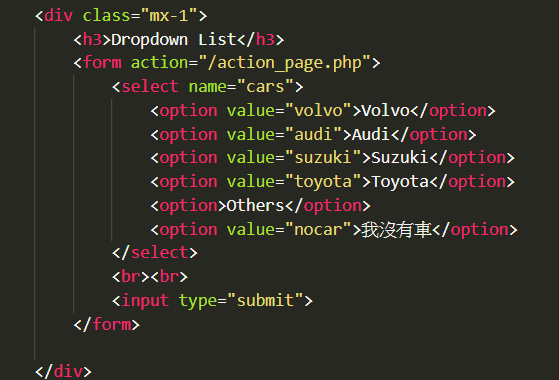 <div class="mx-1">
<h3>Dropdown List</h3>
<form action="/action_page.php">
<select name="cars">
<option value="volvo">Volvo</option>
<option value="audi">Audi</option>
<option value="suzuki">Suzuki</option>
<option value="toyota">Toyota</option>
<option>Others</option>
<option value="nocar">我沒有車</option>
</select>
<br><br>
<input type="submit">
</form>
</div>